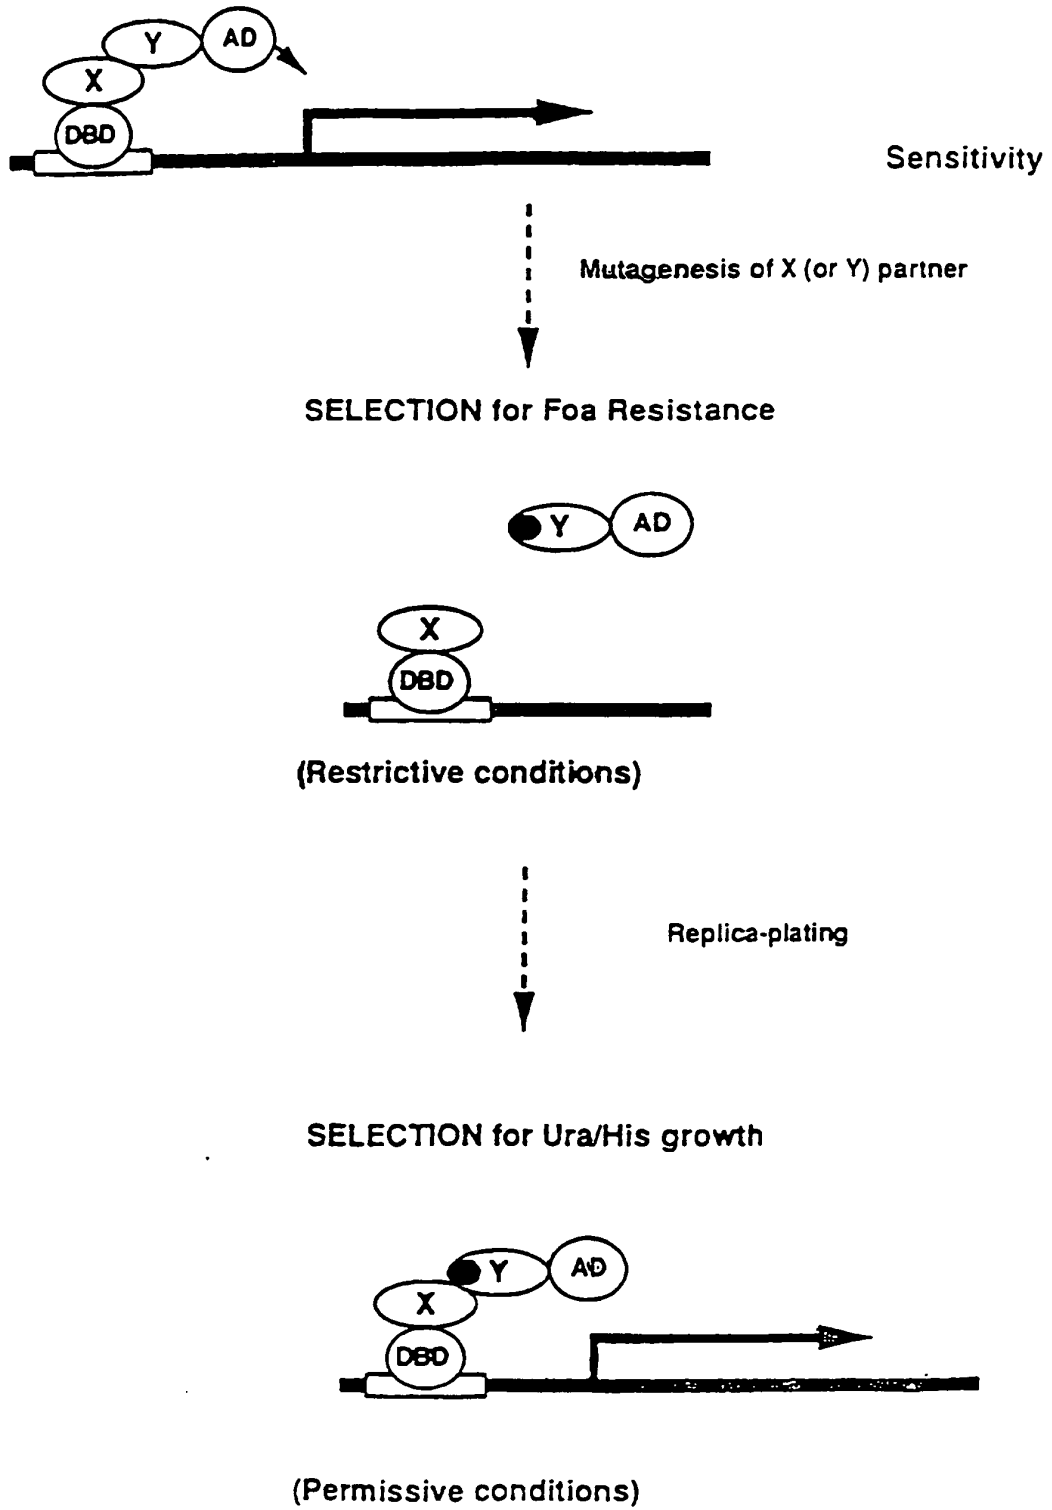 Y AD
X
DBD
Sensitivity
Mutagenesis of X (or Y) partner
SELECTION for Foa Resistance
Y AD
X
DBD
(Restrictive conditions)
Replica-plating
SELECTION for Ura/His growth
Y AD
X
DBD
(Permissive conditions)